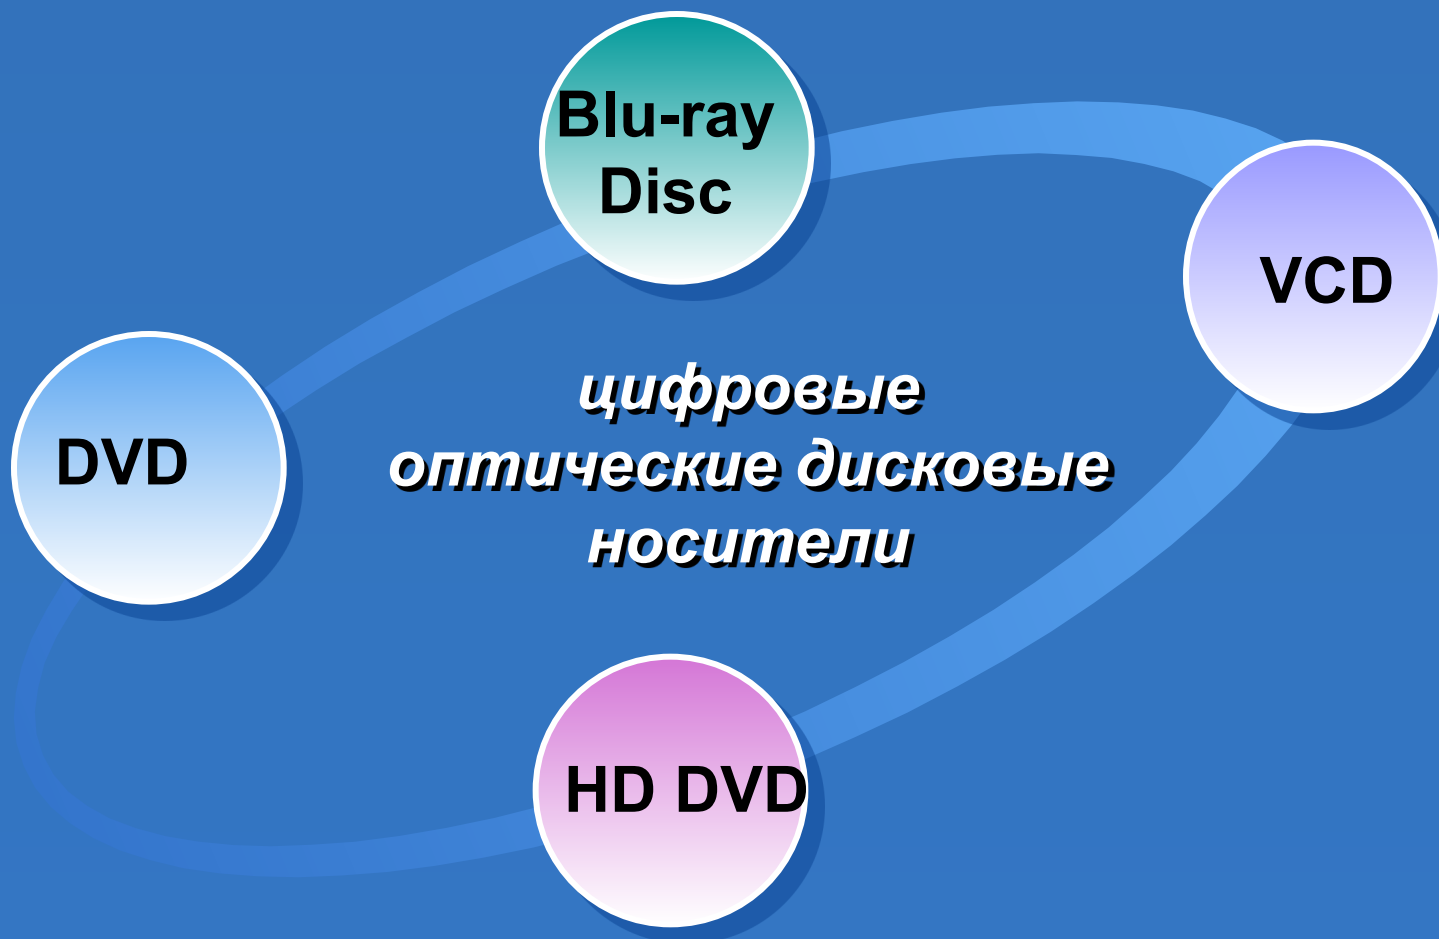 Blu-ray
Disc
VCD
цифровые
оптические дисковые
носители
DVD
HD DVD